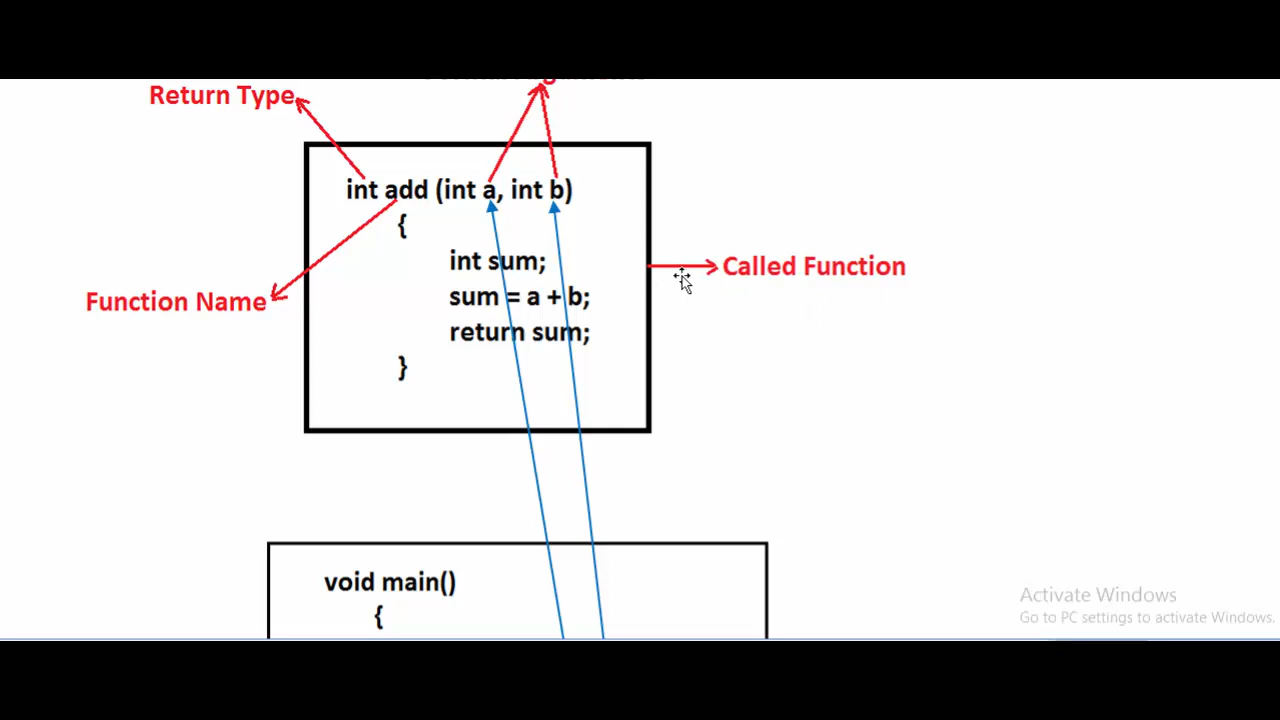 Return Type
int add (int a, int b)
{
int sum;
Called Function
sum = a + b;
Function Name
return sum;
}
void main()
{
Activate Windows
Go to PC settings to activate Windows.